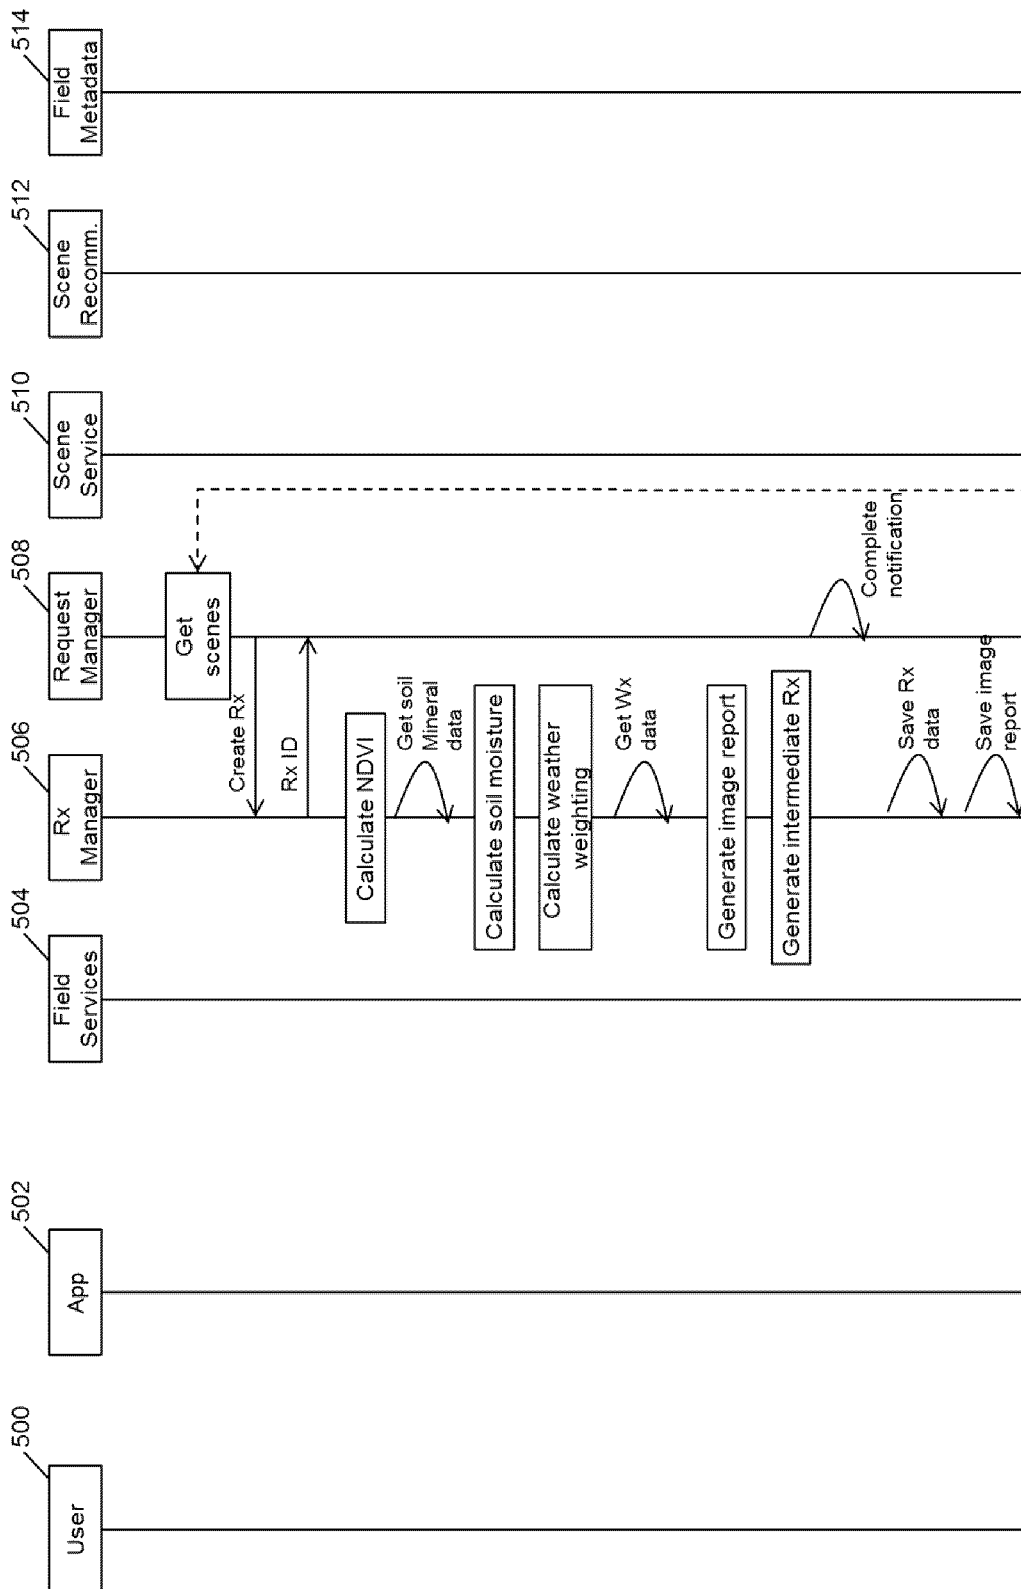 500
User
502
App
504
Field
Services
506
Rx
Manager
508
Request
Manager
510
Scene
Service
512
Scene
Recomm.
514
Field
Metadata
Get
scenes
Create Rx
Rx ID
Calculate NDVI
Get soil
Mineral
data
Calculate soil moisture
Calculate weather
weighting
Get Wx
data
Generate image report
Generate intermediate Rx
Complete
notification
Save Rx
data
Save image
report